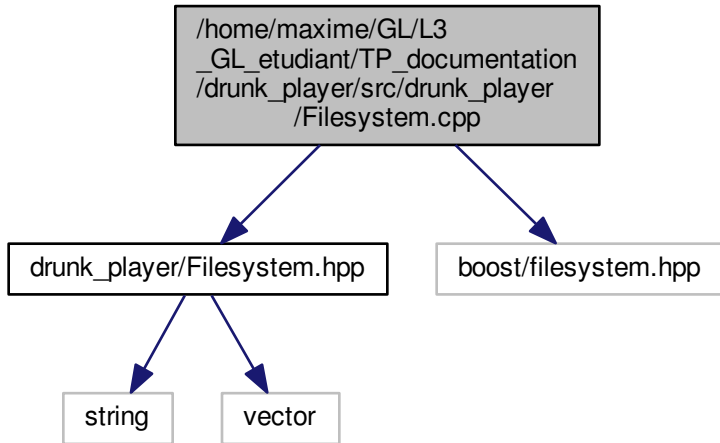 /home/maxime/GL/L3
_GL_etudiant/TP_documentation
/drunk_player/src/drunk_player
/Filesystem.cpp
drunk_player/Filesystem.hpp
boost/filesystem.hpp
string
vector